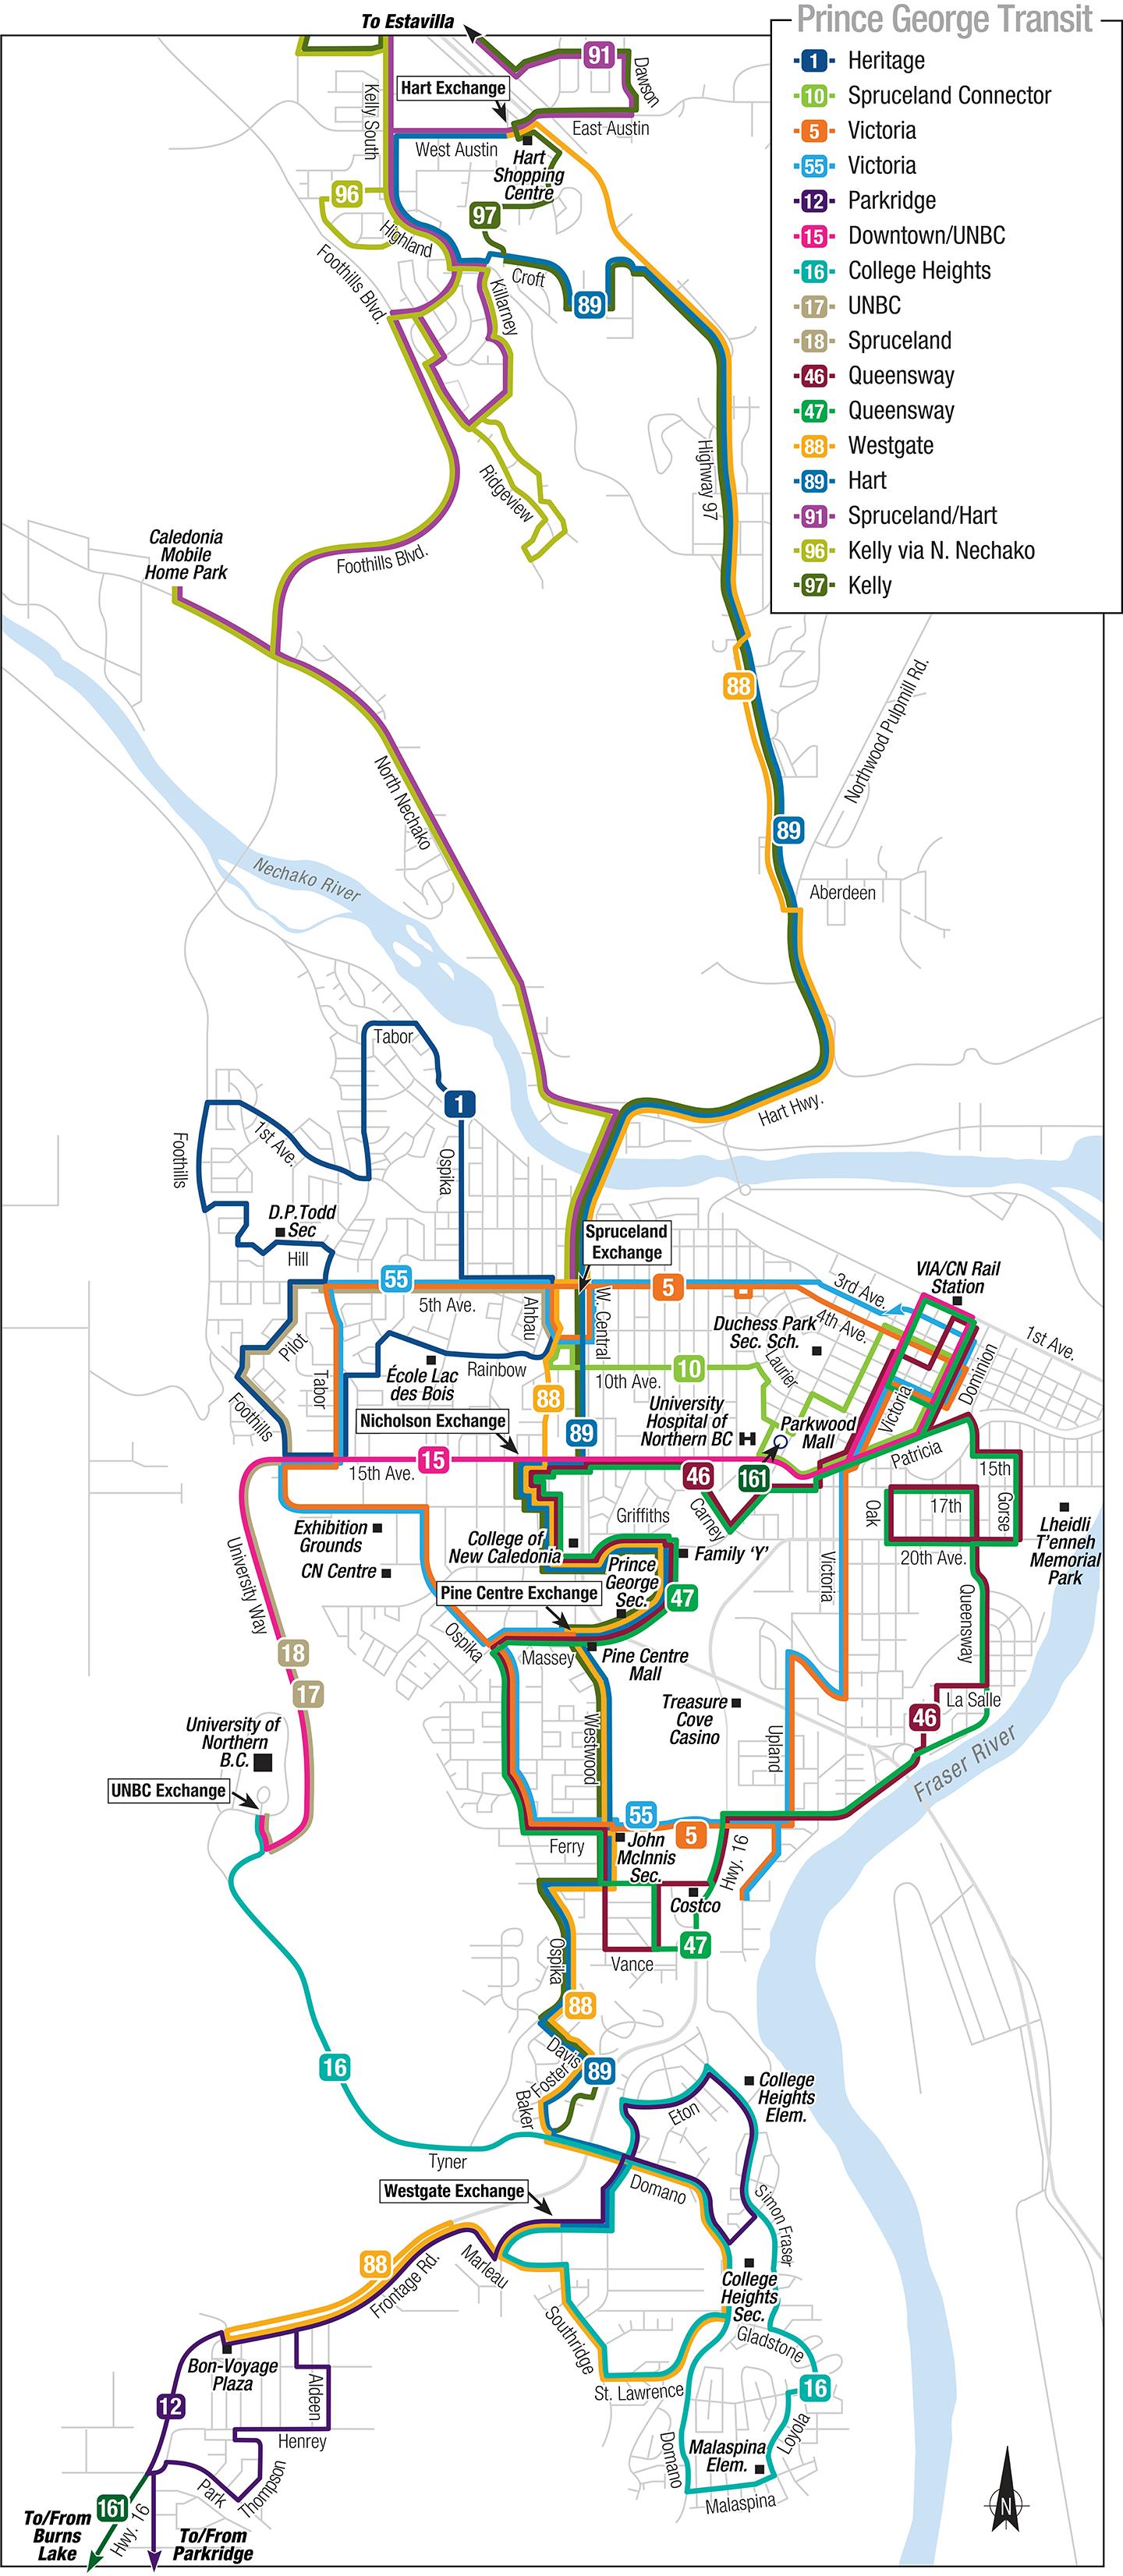 To Estavilla
Prince George Transit
1 Heritage
10 Spruceland Connector
5 Victoria
55 Victoria
12 Parkridge
15 Downtown/UNBC
16 College Heights
17 UNBC
18 Spruceland
46 Queensway
47 Queensway
88 Westgate
89 Hart
91 Spruceland/Hart
96 Kelly via N. Nechako
97 Kelly
91
Dawson
Hart Exchange
East Austin
Kelly South
West Austin
Hart
Shopping
Centre
96
97
Highland
Foothills Blvd.
Croft
Killarney
89
Highway 97
Ridgeview
Caledonia
Mobile
Home Park
Foothills Blvd.
88
Northwood Pulpmill Rd.
North Nechako
89
Nechako River
Aberdeen
Tabor
1
Hart Hwy.
Foothills
1st Ave.
Ospika
D.P.Todd
Sec
Hill
Spruceland
Exchange
55
5th Ave.
5
VIA/CN Rail
Station
3rd Ave.
4th Ave.
1st Ave.
Ahbau
W. Central
Duchess Park
Sec. Sch.
Pilot
Tabor
Rainbow
École Lac
des Bois
10
10th Ave.
Laurier
Dominion
Victoria
Foothills
88
Nicholson Exchange
89
University
Hospital of
Northern BC H
Parkwood
Mall
Patricia
15
15th Ave.
46
161
15th
Carney
Oak
17th
Gorse
Exhibition
Grounds
CN Centre
College of
New Caledonia
Griffiths
Family ‘Y’
20th Ave.
Lheidli
T’enneh
Memorial
Park
University Way
Prince
George
Sec.
Pine Centre Exchange
47
Victoria
Queensway
Ospika
Massey
Pine Centre
Mall
18
17
Treasure
Cove
Casino
La Salle
46
University of
Northern
B.C.
Westwood
Upland
Fraser River
UNBC Exchange
55
5
Ferry
John
McInnis
Sec.
Hwy. 16
Costco
47
Ospika
Vance
88
16
Davis
Foster
89
Baker
College
Heights
Elem.
Eton
Tyner
Domano
Westgate Exchange
Simon Fraser
88
Frontage Rd.
Marleau
College
Heights
Sec.
Southridge
Gladstone
Bon-Voyage
Plaza
St. Lawrence
16
12
Aldeen
Henrey
Domano
Loyola
Malaspina
Elem.
Park
Thompson
Malaspina
161
To/From
Burns
Lake
Hwy. 16
To/From
Parkridge
N